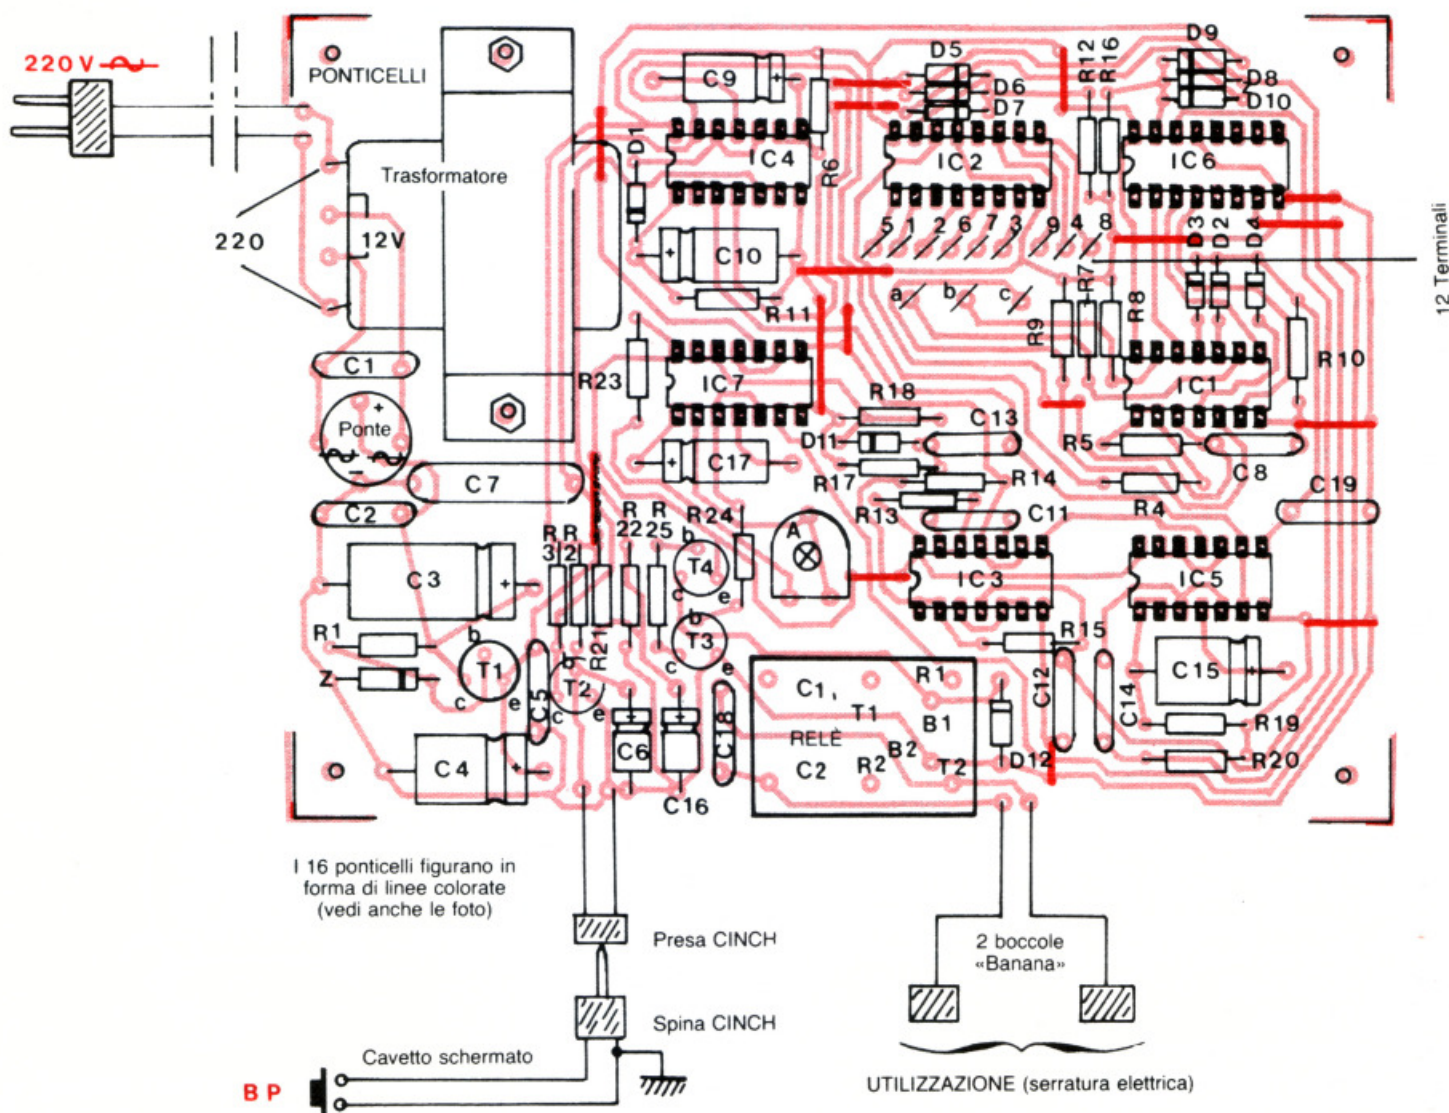 220 V
PONTICELLI
Trasformatore
220
12V
C9
D1
IC4
R6
D5
D6
D7
IC2
R12
R16
D9
D8
D10
IC6
12 Terminali
5 1 2 6 7 3 9 4 8
a b c
D3
D2
D4
C10
R11
R7
R9
R8
R10
C1
R23
IC7
R18
IC1
Ponte
+
-
D11
C13
R5
C8
C17
R17
R14
R4
C19
C7
C2
R13
C11
R3
R2
R22
R25
R24
A
b
T4
c
e
C3
+
IC3
IC5
R1
Z
b
T1
c
e
C5
b
T2
c
e
R21
b
T3
c
e
R15
C12
C14
C15
+
R19
R20
C4
+
C6
C16
C18
C1
T1
R1
B1
RELÈ
B2
C2
R2
T2
D12
I 16 ponticelli figurano in
forma di linee colorate
(vedi anche le foto)
Presa CINCH
Spina CINCH
Cavetto schermato
B P
2 boccole
«Banana»
UTILIZZAZIONE (serratura elettrica)